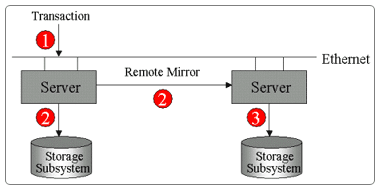 Transaction
1
Ethernet
Remote Mirror
Server
Server
2
2
3
Storage
Subsystem
Storage
Subsystem